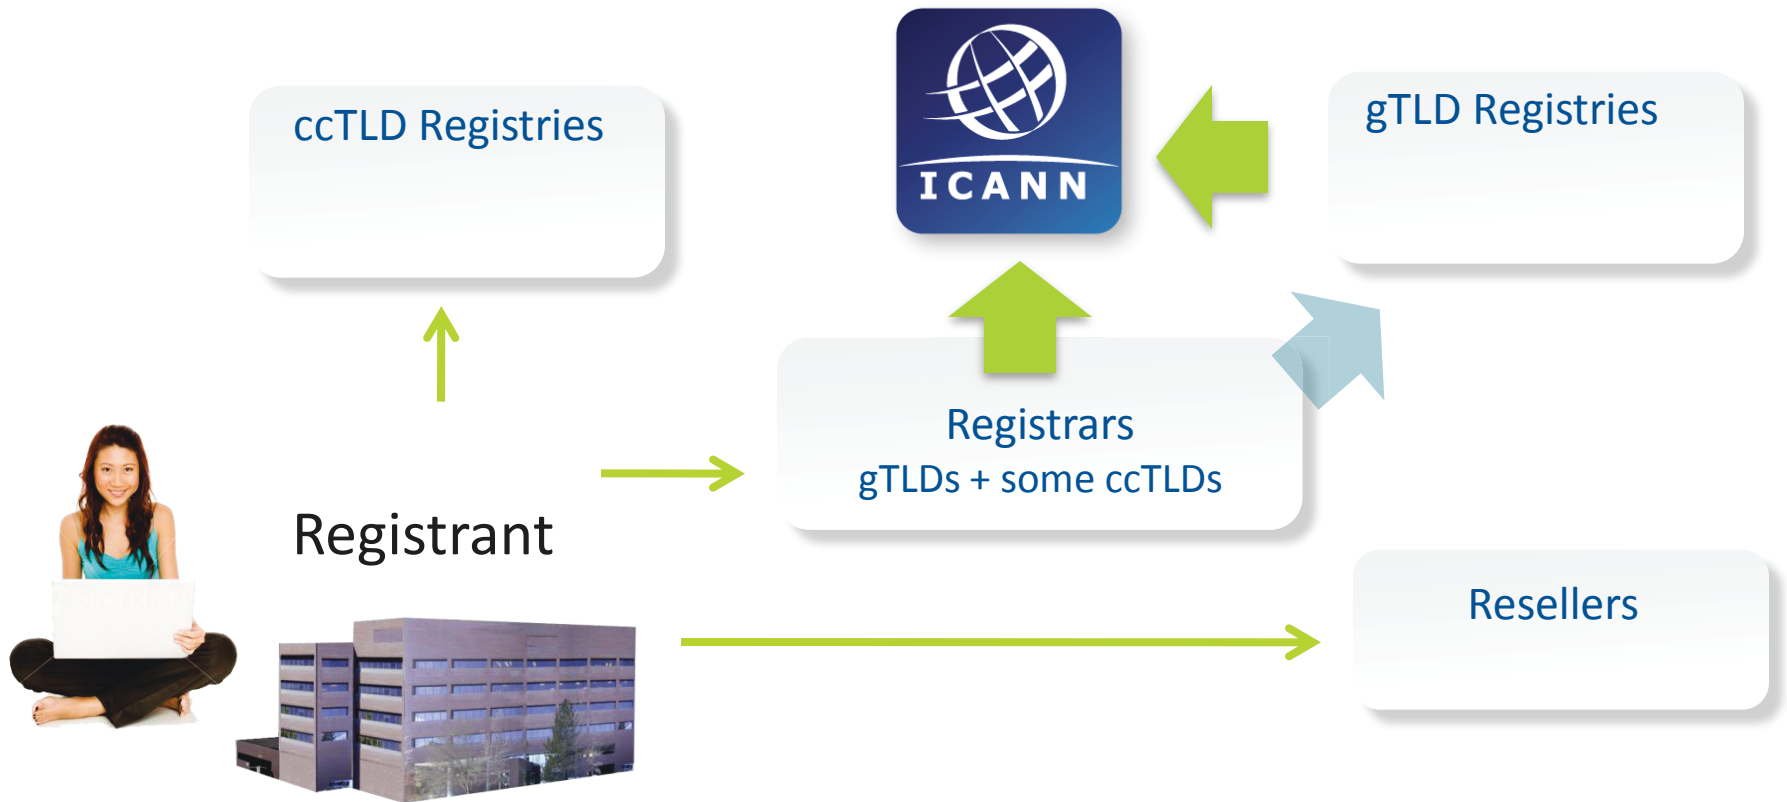 ccTLD Registries
ICANN
gTLD Registries
Registrars
gTLDs + some ccTLDs
Registrant
Resellers